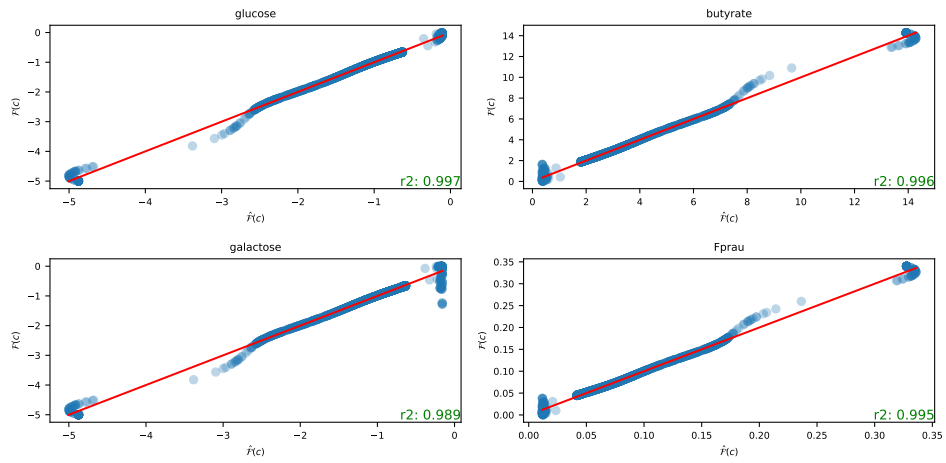 glucose
0
−1
−2
−3
−4
−5
ℱ(c)
r2: 0.997
−5 −4 −3 −2 −1 0
ℱ̂(c)
butyrate
14
12
10
8
6
4
2
0
ℱ(c)
r2: 0.996
0 2 4 6 8 10 12 14
ℱ̂(c)
galactose
0
−1
−2
−3
−4
−5
ℱ(c)
r2: 0.989
−5 −4 −3 −2 −1 0
ℱ̂(c)
Fprau
0.35
0.30
0.25
0.20
0.15
0.10
0.05
0.00
ℱ(c)
r2: 0.995
0.00 0.05 0.10 0.15 0.20 0.25 0.30 0.35
ℱ̂(c)